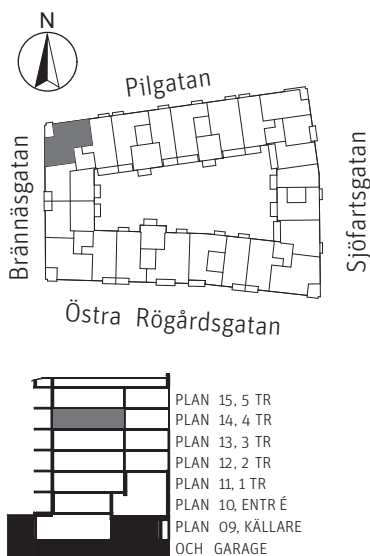 N
Pilgatan
Brännäsgatan
Sjöfartsgatan
Östra Rögårdsgatan
PLAN 15, 5 TR
PLAN 14, 4 TR
PLAN 13, 3 TR
PLAN 12, 2 TR
PLAN 11, 1 TR
PLAN 10, ENTRÉ
PLAN 09, KÄLLARE
OCH GARAGE